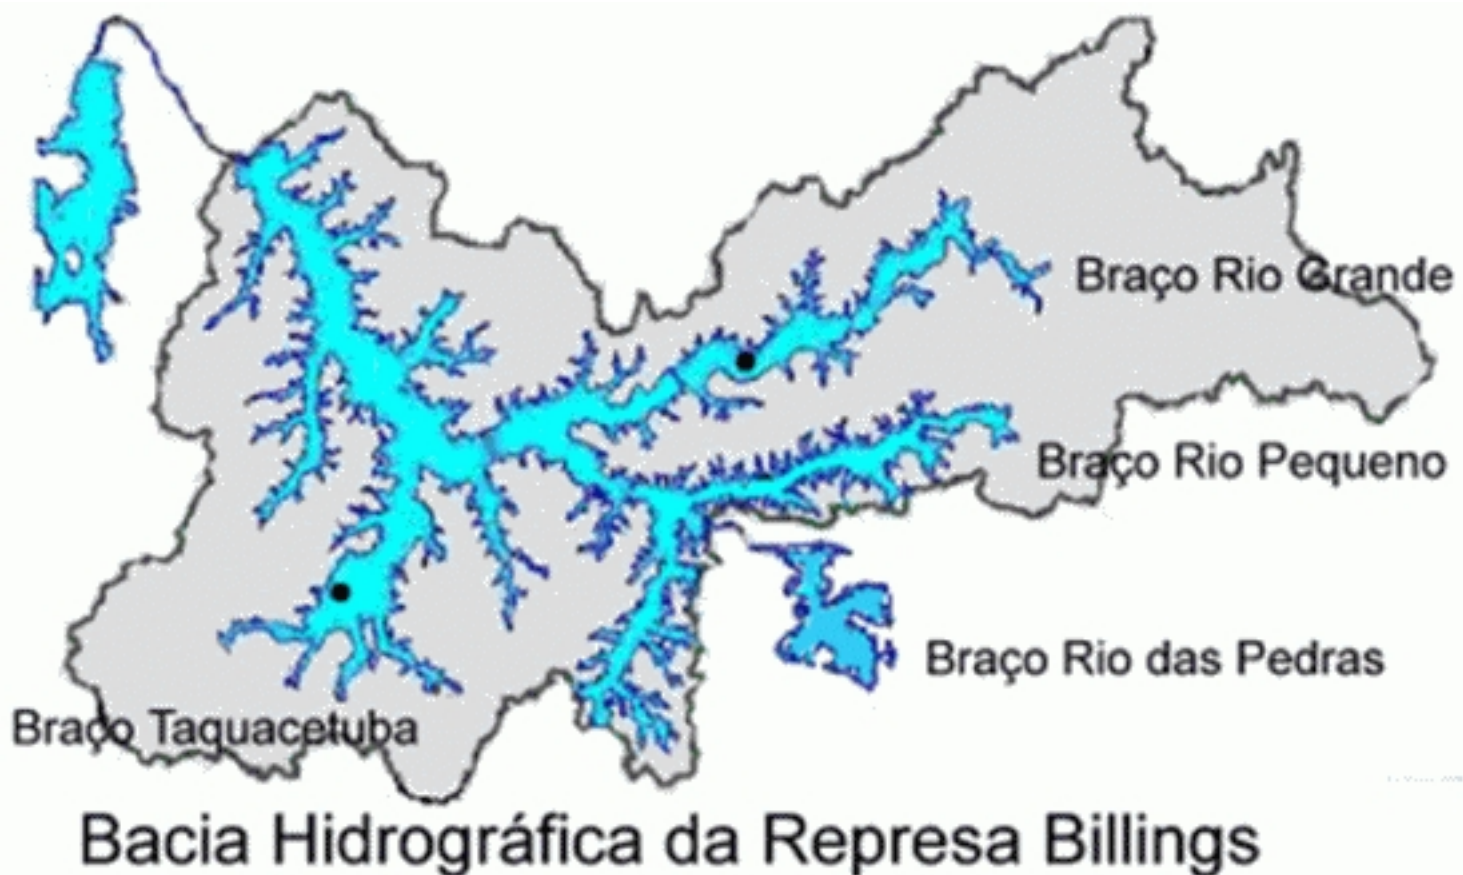 Braço Rio Grande
Braço Rio Pequeno
Braço Rio das Pedras
Braço Taquacetuba
Bacia Hidrográfica da Represa Billings